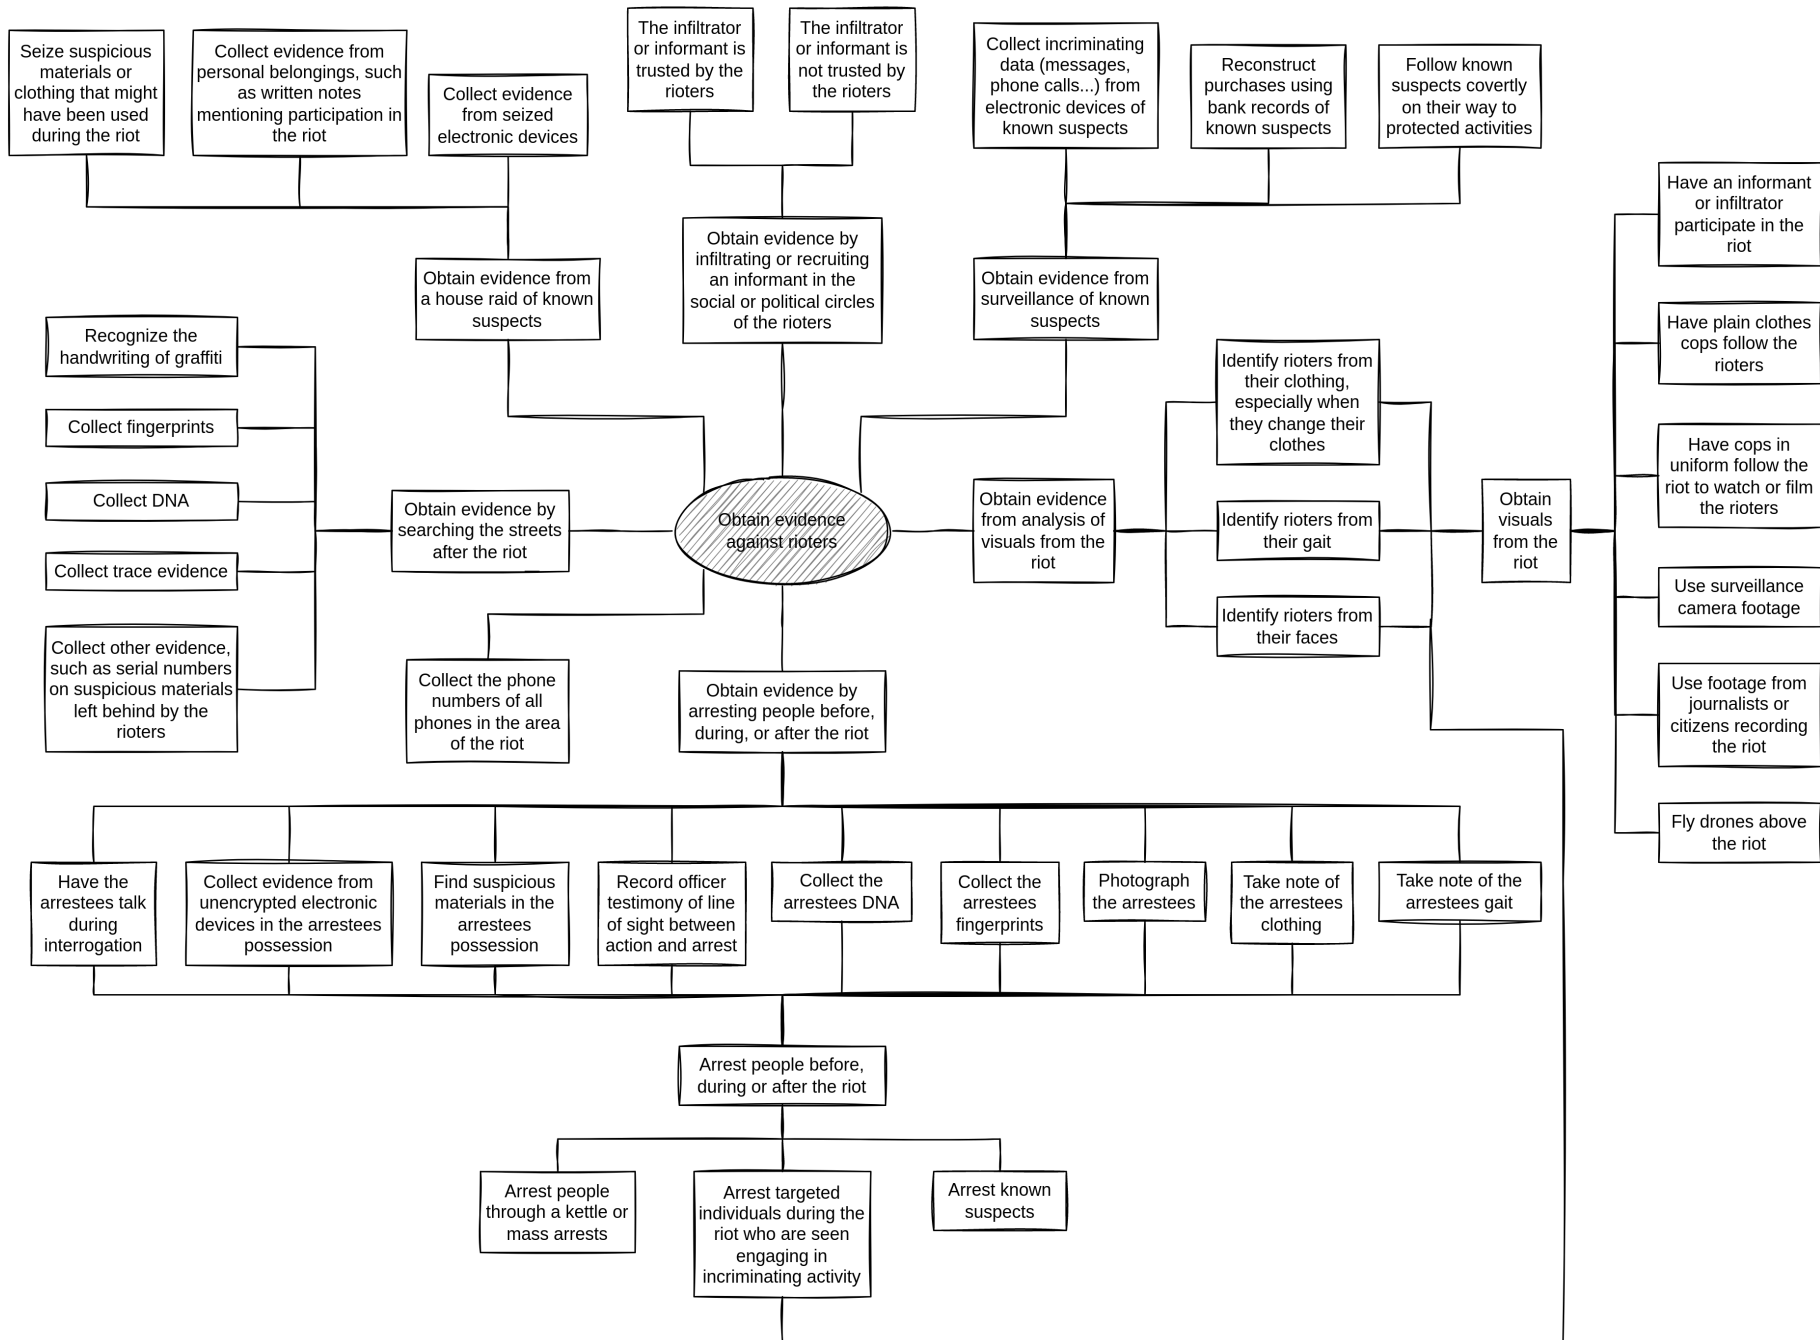 Seize suspicious
materials or
clothing that might
have been used
during the riot
Collect evidence from
personal belongings, such
as written notes
mentioning participation in
the riot
Collect evidence
from seized
electronic devices
The infiltrator
or informant is
trusted by the
rioters
The infiltrator
or informant is
not trusted by
the rioters
Collect incriminating
data (messages,
phone calls...) from
electronic devices of
known suspects
Reconstruct
purchases using
bank records of
known suspects
Follow known
suspects covertly
on their way to
protected activities
Have an informant
or infiltrator
participate in the
riot
Obtain evidence from
a house raid of known
suspects
Obtain evidence by
infiltrating or recruiting
an informant in the
social or political circles
of the rioters
Obtain evidence from
surveillance of known
suspects
Have plain clothes
cops follow the
rioters
Recognize the
handwriting of graffiti
Collect fingerprints
Collect DNA
Collect trace evidence
Collect other evidence,
such as serial numbers
on suspicious materials
left behind by the
rioters
Obtain evidence by
searching the streets
after the riot
Obtain evidence
against rioters
Obtain evidence
from analysis of
visuals from the
riot
Identify rioters from
their clothing,
especially when
they change their
clothes
Identify rioters from
their gait
Identify rioters from
their faces
Obtain
visuals
from the
riot
Have cops in
uniform follow the
riot to watch or film
the rioters
Use surveillance
camera footage
Use footage from
journalists or
citizens recording
the riot
Fly drones above
the riot
Collect the phone
numbers of all
phones in the area
of the riot
Obtain evidence by
arresting people before,
during, or after the riot
Have the
arrestees talk
during
interrogation
Collect evidence from
unencrypted electronic
devices in the arrestees
possession
Find suspicious
materials in the
arrestees
possession
Record officer
testimony of line
of sight between
action and arrest
Collect the
arrestees DNA
Collect the
arrestees
fingerprints
Photograph
the arrestees
Take note of
the arrestees
clothing
Take note of the
arrestees gait
Arrest people before,
during or after the riot
Arrest people
through a kettle or
mass arrests
Arrest targeted
individuals during the
riot who are seen
engaging in
incriminating activity
Arrest known
suspects